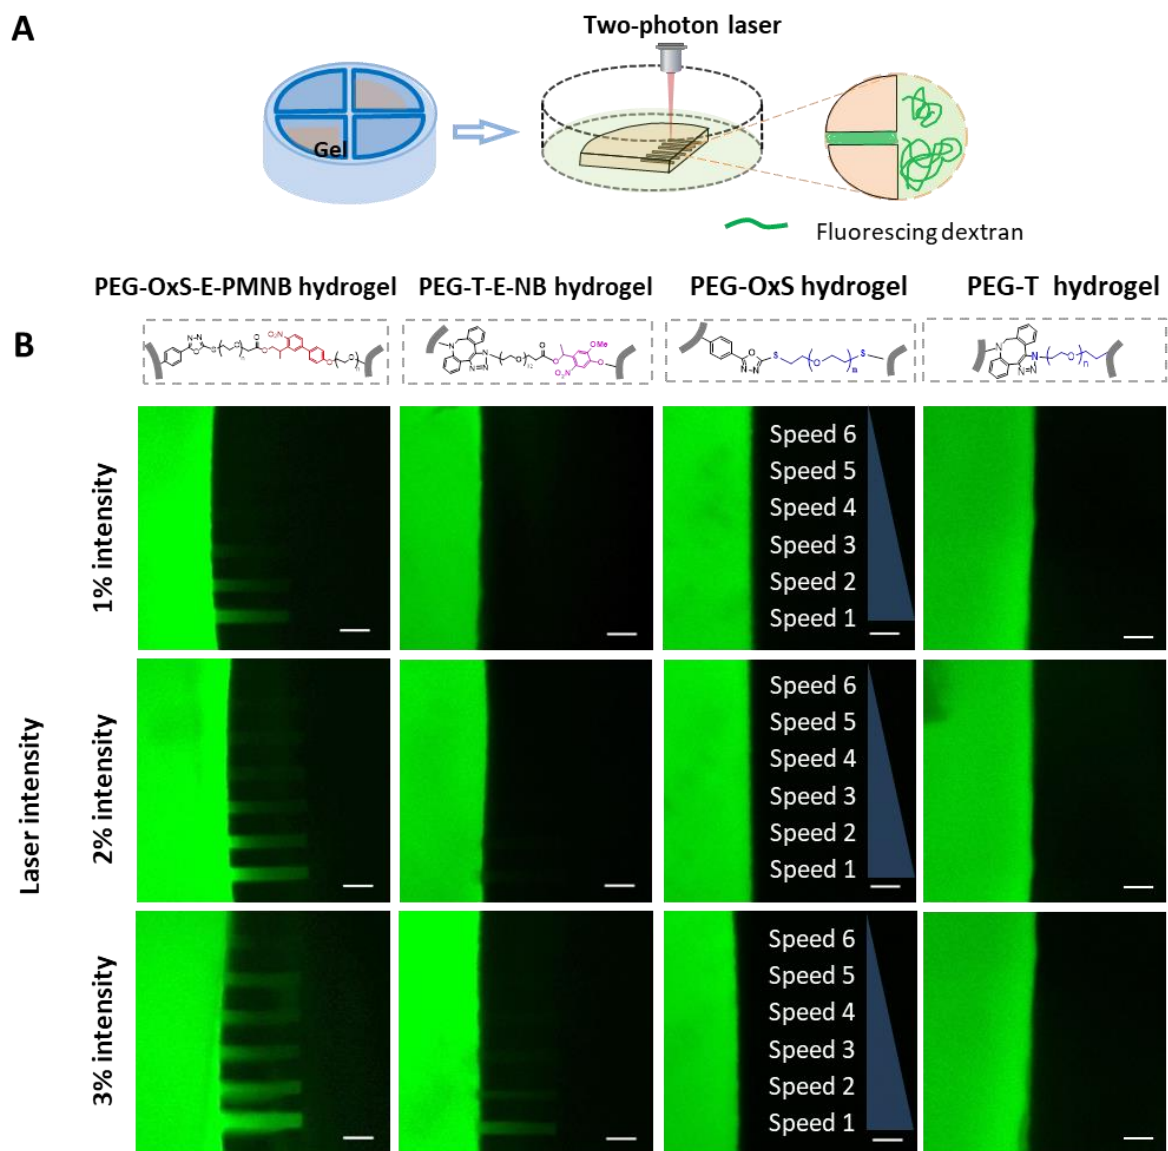 A
Two-photon laser
Gel
Fluorescing dextran
PEG-OxS-E-PMNB hydrogel
PEG-T-E-NB hydrogel
PEG-OxS hydrogel
PEG-T hydrogel
B
Laser intensity
1% intensity
Speed 6
Speed 5
Speed 4
Speed 3
Speed 2
Speed 1
2% intensity
Speed 6
Speed 5
Speed 4
Speed 3
Speed 2
Speed 1
3% intensity
Speed 6
Speed 5
Speed 4
Speed 3
Speed 2
Speed 1